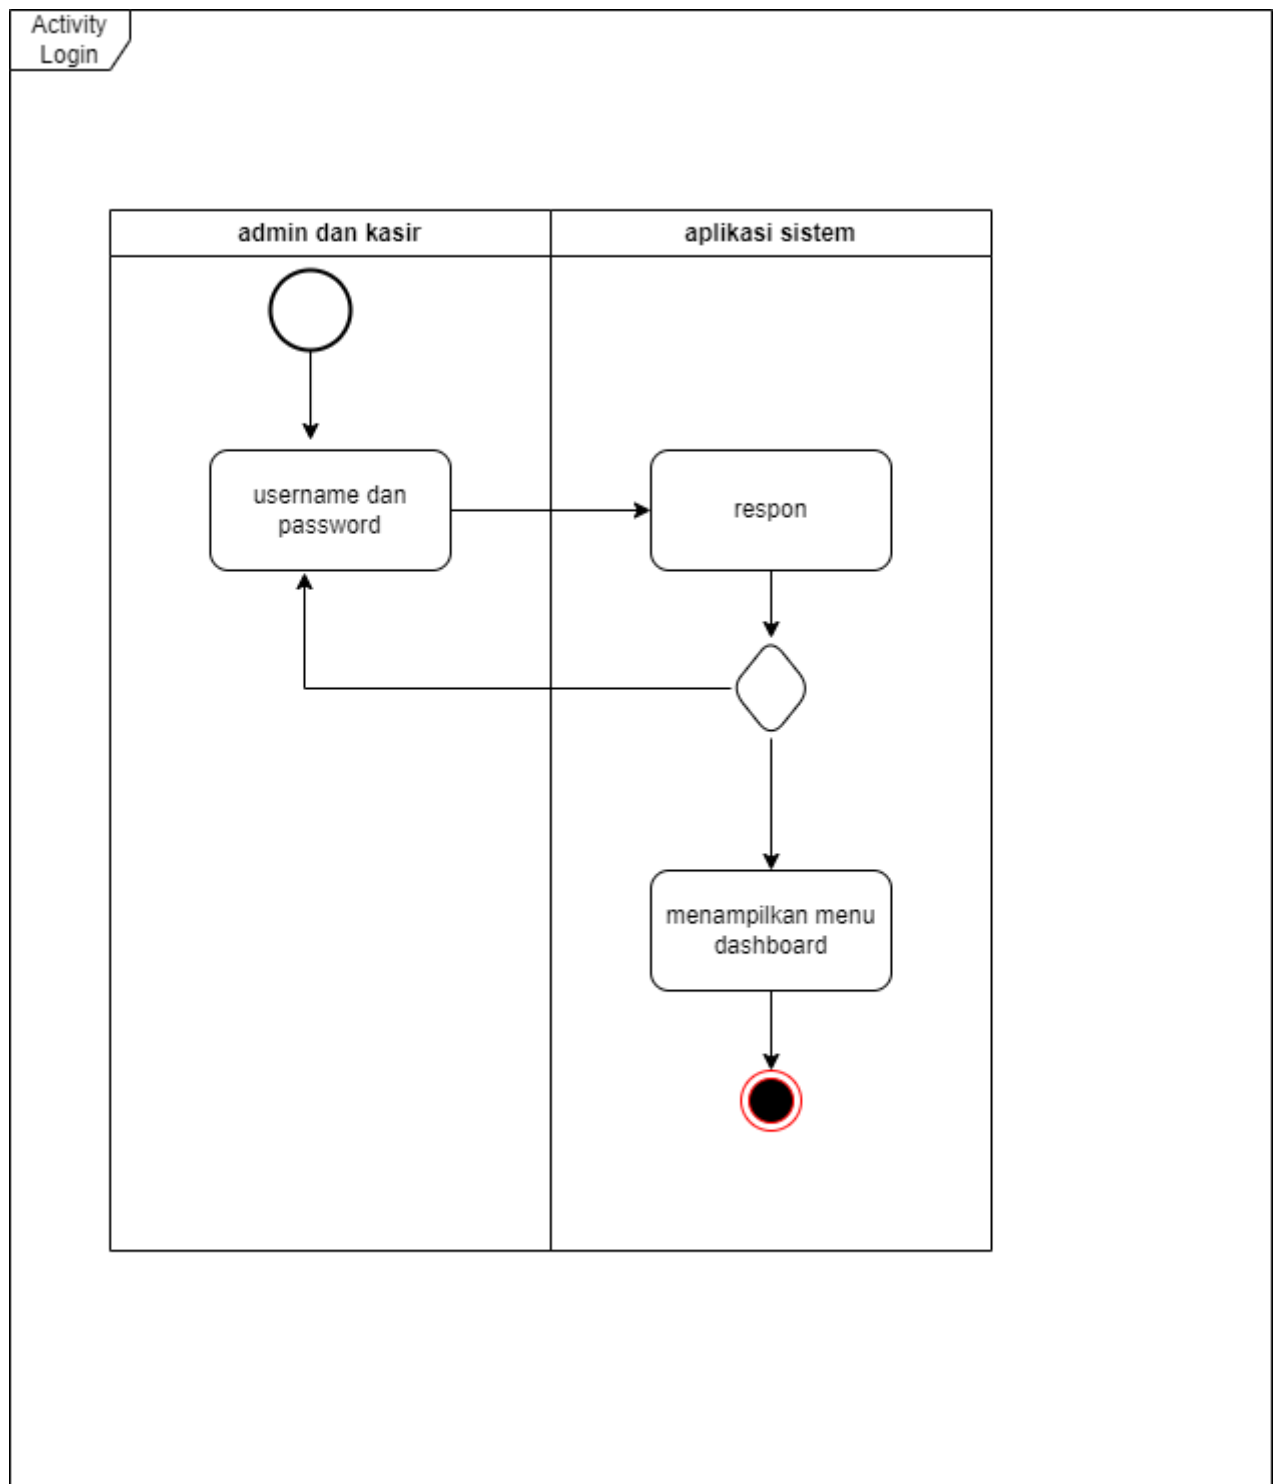 Activity
Login
admin dan kasir
aplikasi sistem
username dan
password
respon
menampilkan menu
dashboard